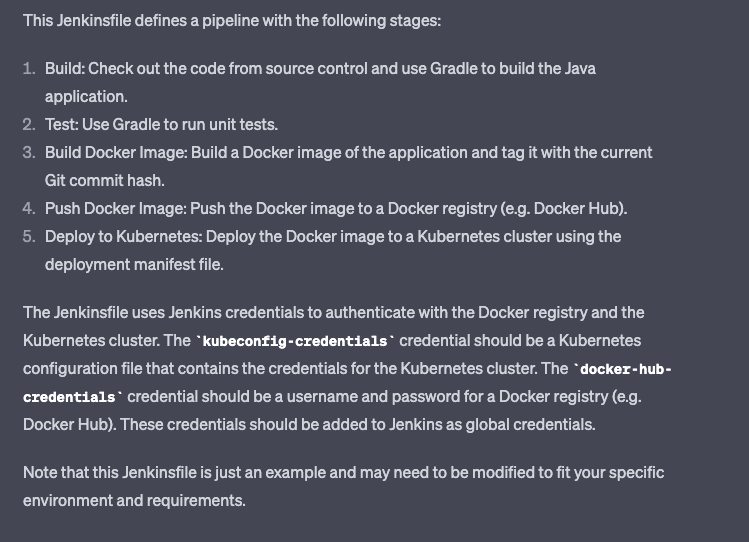 This Jenkinsfile defines a pipeline with the following stages:
1. Build: Check out the code from source control and use Gradle to build the Java
application.
2. Test: Use Gradle to run unit tests.
3. Build Docker Image: Build a Docker image of the application and tag it with the current
Git commit hash.
4. Push Docker Image: Push the Docker image to a Docker registry (e.g. Docker Hub).
5. Deploy to Kubernetes: Deploy the Docker image to a Kubernetes cluster using the
deployment manifest file.
The Jenkinsfile uses Jenkins credentials to authenticate with the Docker registry and the
Kubernetes cluster. The `kubeconfig-credentials` credential should be a Kubernetes
configuration file that contains the credentials for the Kubernetes cluster. The `docker-hub-
credentials` credential should be a username and password for a Docker registry (e.g.
Docker Hub). These credentials should be added to Jenkins as global credentials.
Note that this Jenkinsfile is just an example and may need to be modified to fit your specific
environment and requirements.